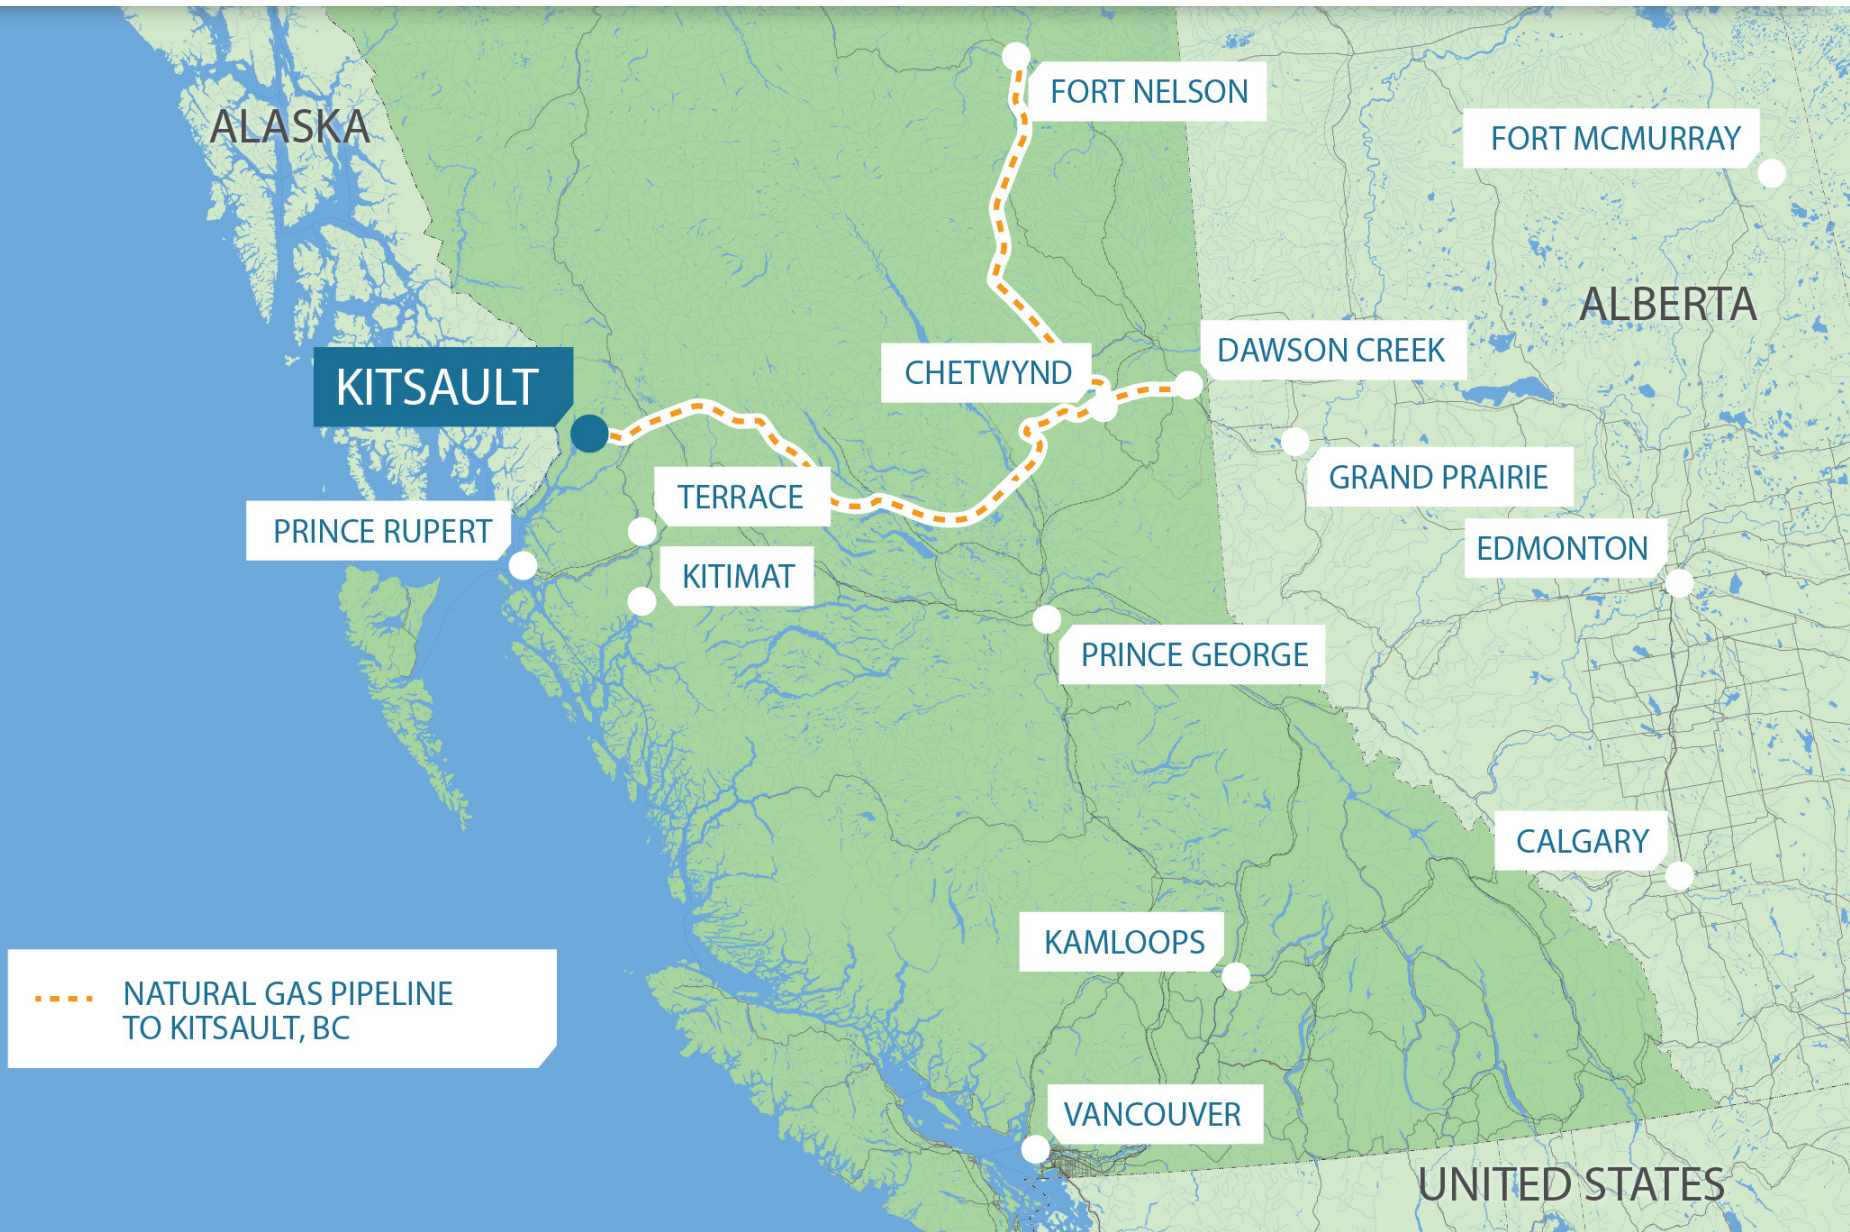 FORT NELSON
ALASKA
FORT MCMURRAY
ALBERTA
DAWSON CREEK
CHETWYND
KITSAULT
GRAND PRAIRIE
TERRACE
PRINCE RUPERT
EDMONTON
KITIMAT
PRINCE GEORGE
CALGARY
KAMLOOPS
NATURAL GAS PIPELINE
TO KITSAULT, BC
VANCOUVER
UNITED STATES